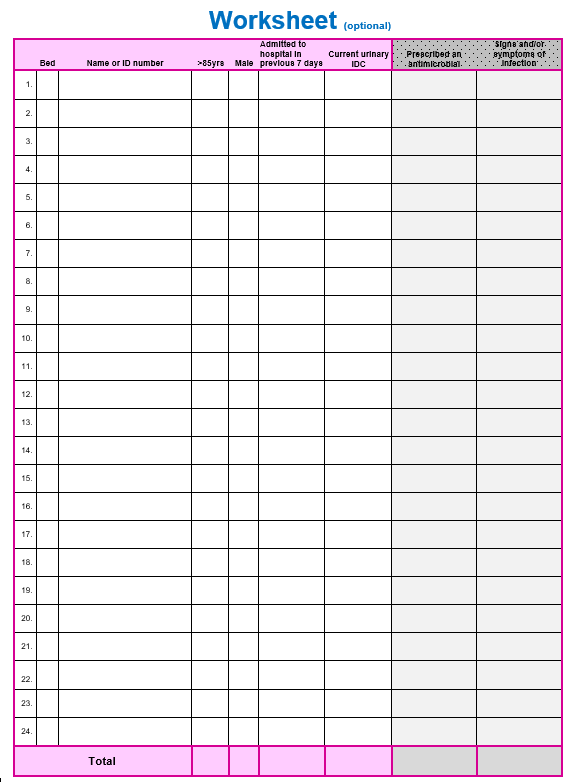 Worksheet (optional)
Bed
Name or ID number
>85yrs
Male
Admitted to
hospital in
previous 7 days
Current urinary
IDC
Prescribed an
antimicrobial
Signs and/or
symptoms of
infection
1.
2.
3.
4.
5.
6.
7.
8.
9.
10.
11.
12.
13.
14.
15.
16.
17.
18.
19.
20.
21.
22.
23.
24.
Total